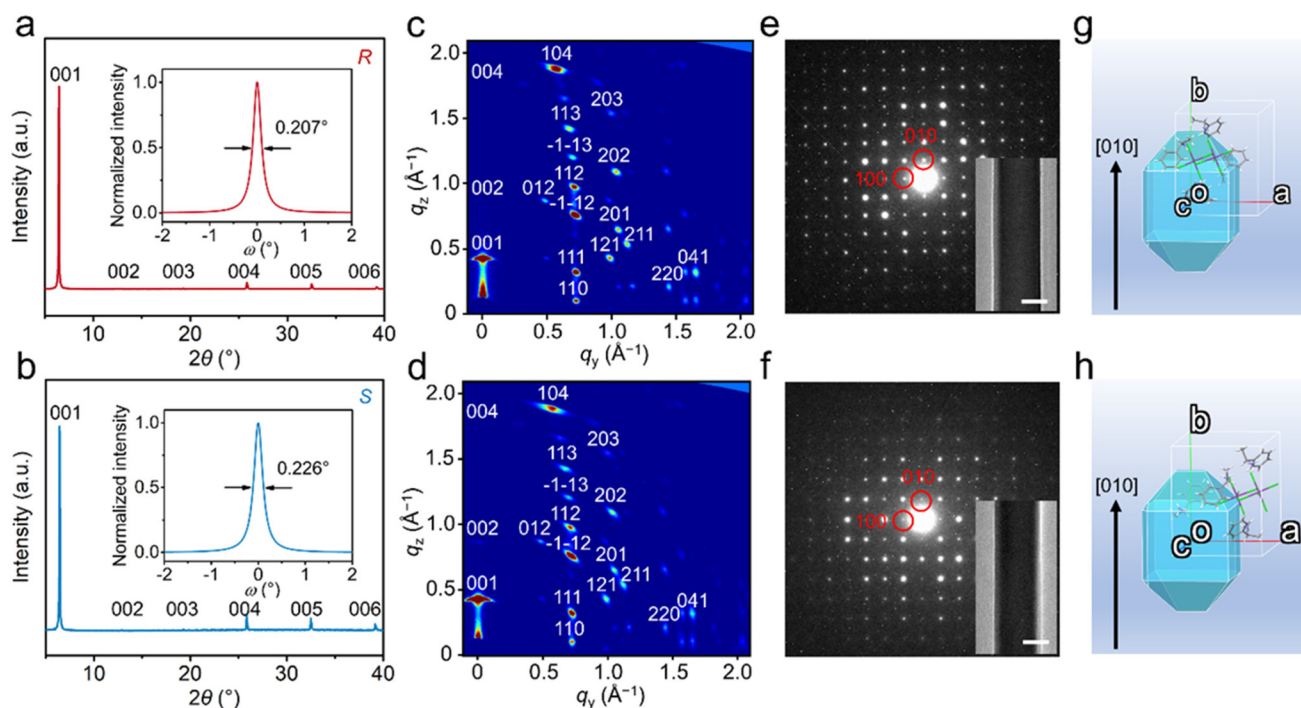 a
R
001
Intensity (a.u.)
Normalized intensity
1.0
0.5
0.0
0.207°
-2 -1 0 1 2
ω (°)
002 003 004 005 006
10 20 30 40
2θ (°)
c
2.0
1.5
1.0
0.5
0
qz (Å−1)
104
004
203
113
-1-13
202
112
002 012
-1-12
201
211
001
121
111
041
220
110
0 0.5 1.0 1.5 2.0
qy (Å−1)
e
010
100
g
b
[010]
o
c
a
b
S
001
Intensity (a.u.)
Normalized intensity
1.0
0.5
0.0
0.226°
-2 -1 0 1 2
ω (°)
002 003 004 005 006
10 20 30 40
2θ (°)
d
2.0
1.5
1.0
0.5
0
qz (Å−1)
104
004
203
113
-1-13
202
112
002 012
-1-12
201
211
001
121
111
041
220
110
0 0.5 1.0 1.5 2.0
qy (Å−1)
f
010
100
h
b
[010]
o
c
a